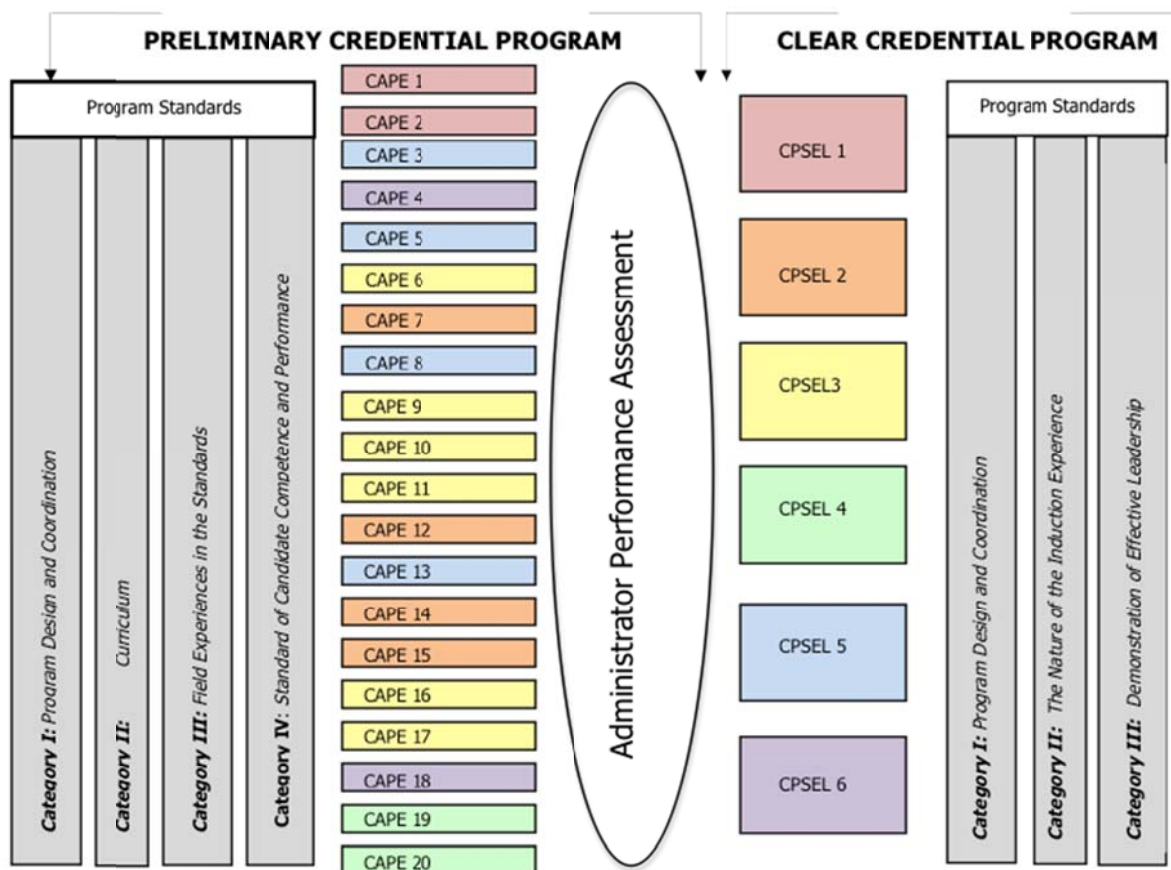 PRELIMINARY CREDENTIAL PROGRAM
CLEAR CREDENTIAL PROGRAM
Program Standards
Category I: Program Design and Coordination
Category II: Curriculum
Category III: Field Experiences in the Standards
Category IV: Standard of Candidate Competence and Performance
CAPE 1
CAPE 2
CAPE 3
CAPE 4
CAPE 5
CAPE 6
CAPE 7
CAPE 8
CAPE 9
CAPE 10
CAPE 11
CAPE 12
CAPE 13
CAPE 14
CAPE 15
CAPE 16
CAPE 17
CAPE 18
CAPE 19
CAPE 20
Administrator Performance Assessment
CPSEL 1
CPSEL 2
CPSEL3
CPSEL 4
CPSEL 5
CPSEL 6
Program Standards
Category I: Program Design and Coordination
Category II: The Nature of the Induction Experience
Category III: Demonstration of Effective Leadership